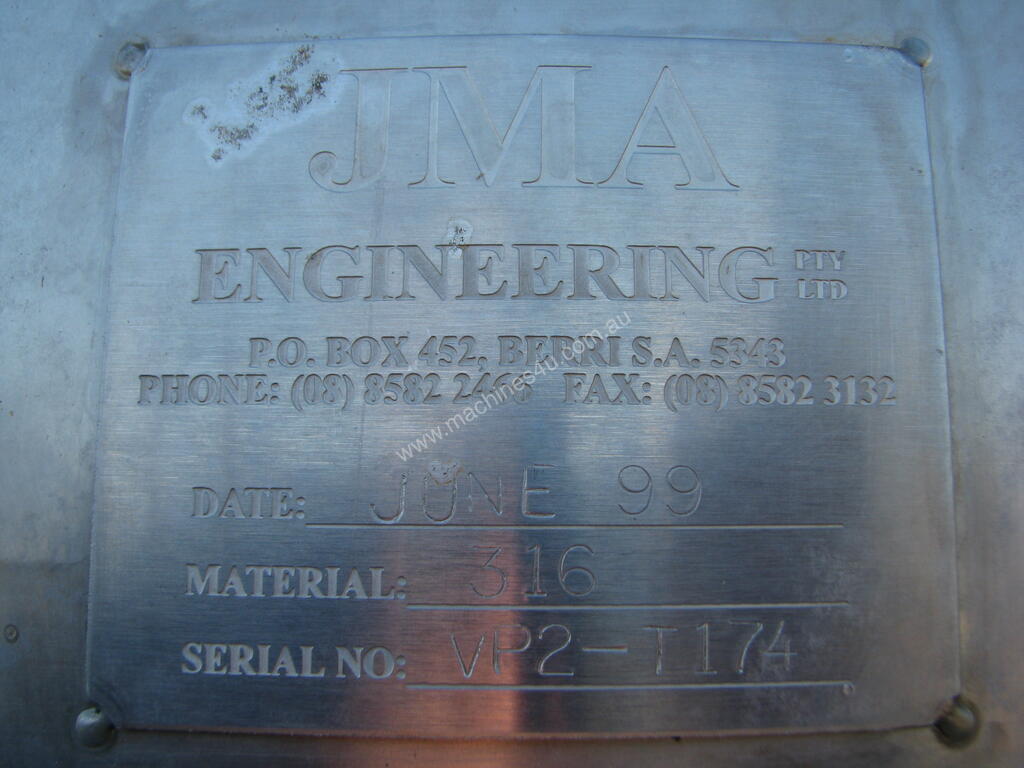 JMA
ENGINEERING PTY LTD
P.O. BOX 452, BERRI S.A. 5343
PHONE: (08) 8582 FAX: (08) 8582 3132
www.machines4u.com.au
DATE: JUNE 99
MATERIAL: 316
SERIAL NO: VP2-T174